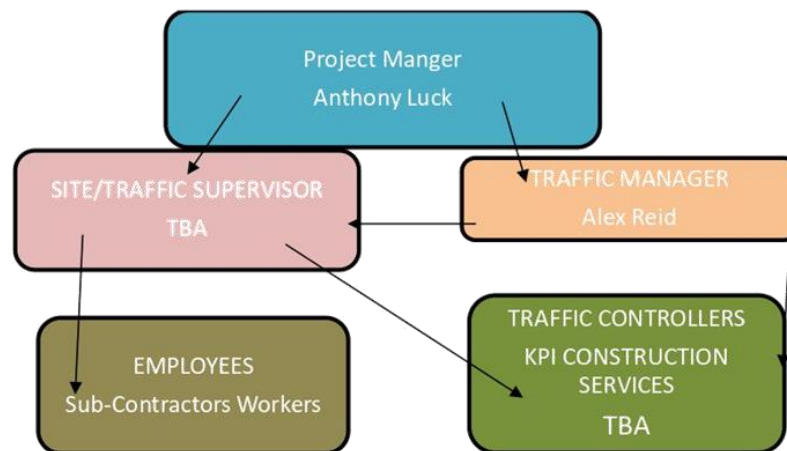 Project Manger
Anthony Luck
SITE/TRAFFIC SUPERVISOR
TBA
TRAFFIC MANAGER
Alex Reid
EMPLOYEES
Sub-Contractors Workers
TRAFFIC CONTROLLERS
KPI CONSTRUCTION
SERVICES
TBA